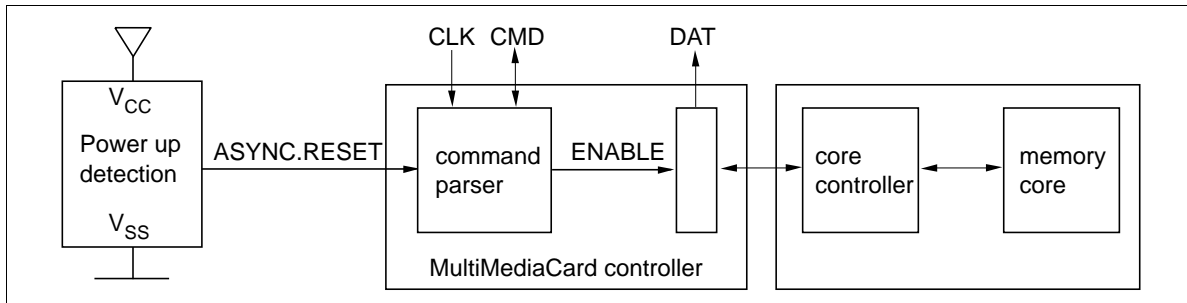 CLK CMD DAT
V_CC
Power up
detection
V_SS
ASYNC.RESET
command
parser
ENABLE
MultiMediaCard controller
core
controller
memory
core